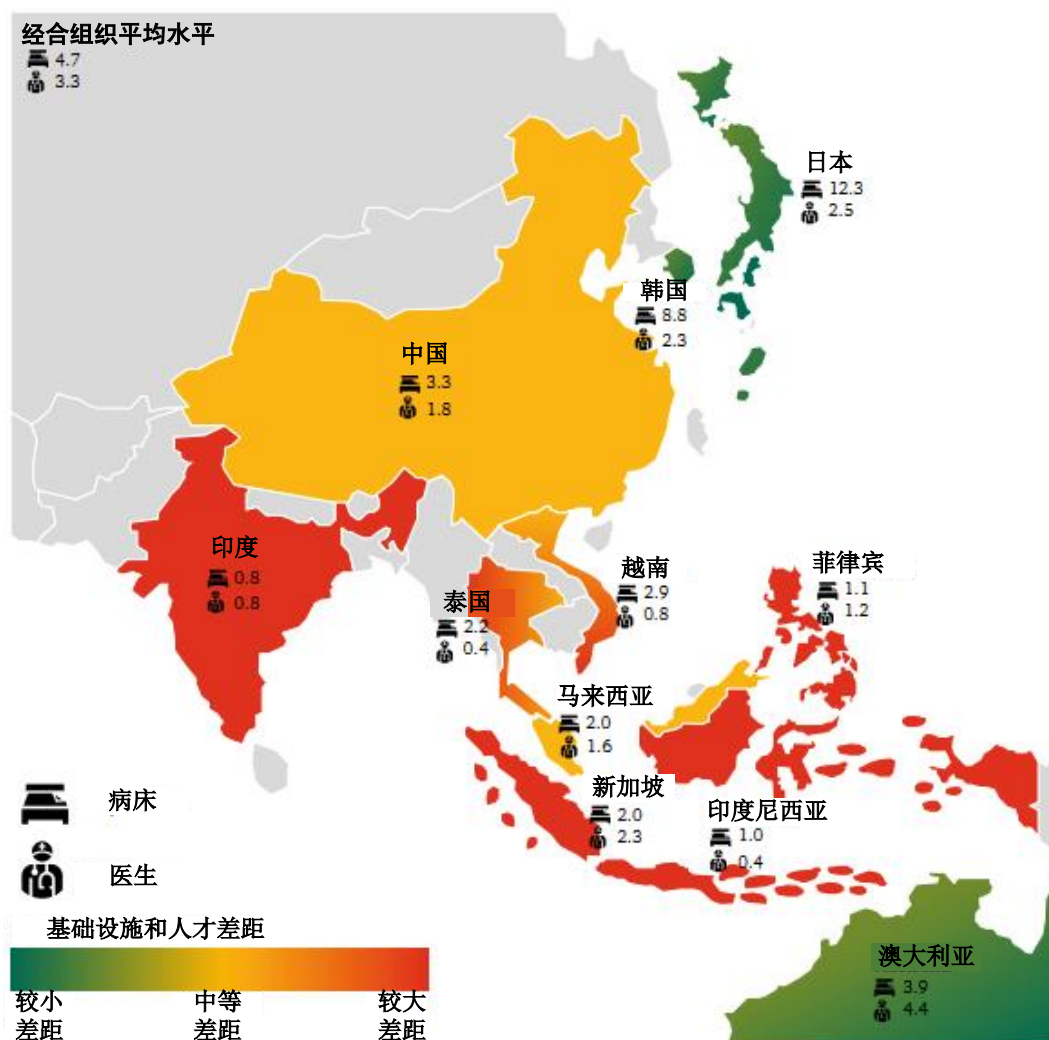 经合组织平均水平
4.7
3.3
日本
12.3
2.5
韩国
8.8
2.3
中国
3.3
1.8
印度
0.8
0.8
越南
2.9
0.8
菲律宾
1.1
1.2
泰国
2.2
0.4
马来西亚
2.0
1.6
新加坡
2.0
2.3
印度尼西亚
1.0
0.4
病床
医生
澳大利亚
3.9
4.4
基础设施和人才差距
较小
差距
中等
差距
较大
差距